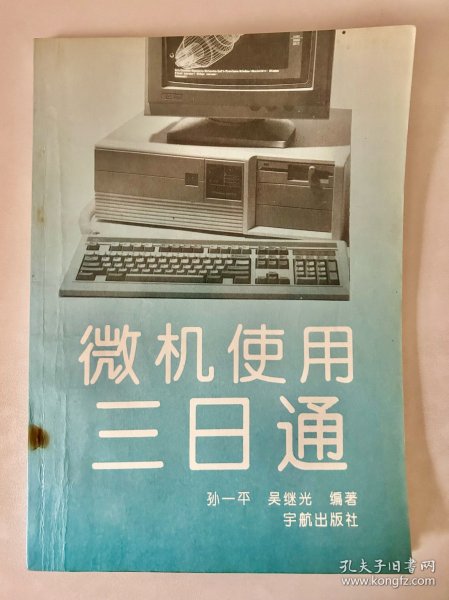 微机使用
三日通
孙一平 吴继光 编著
宇航出版社
孔夫子旧书网
www.kongfz.com